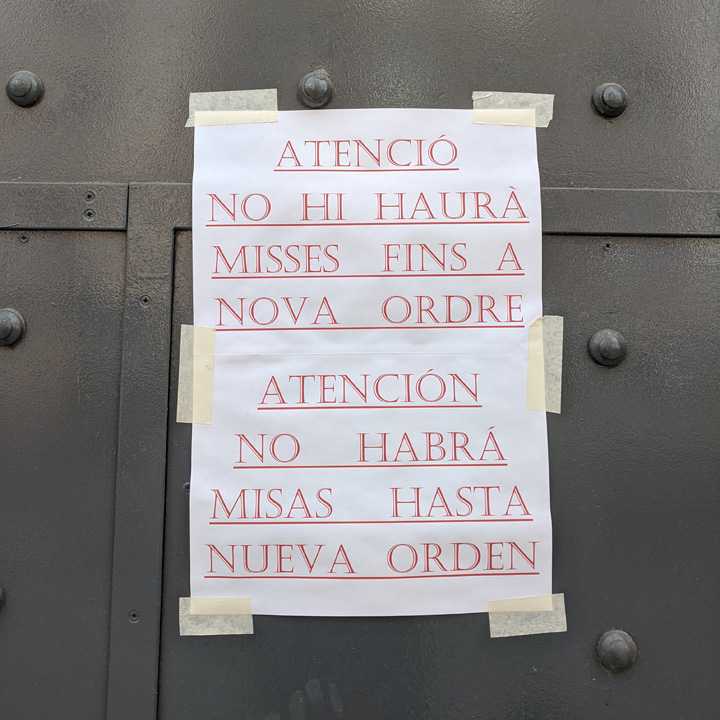 ATENCIÓ
NO HI HAURÀ
MISSES FINS A
NOVA ORDRE
ATENCIÓN
NO HABRÁ
MISAS HASTA
NUEVA ORDEN